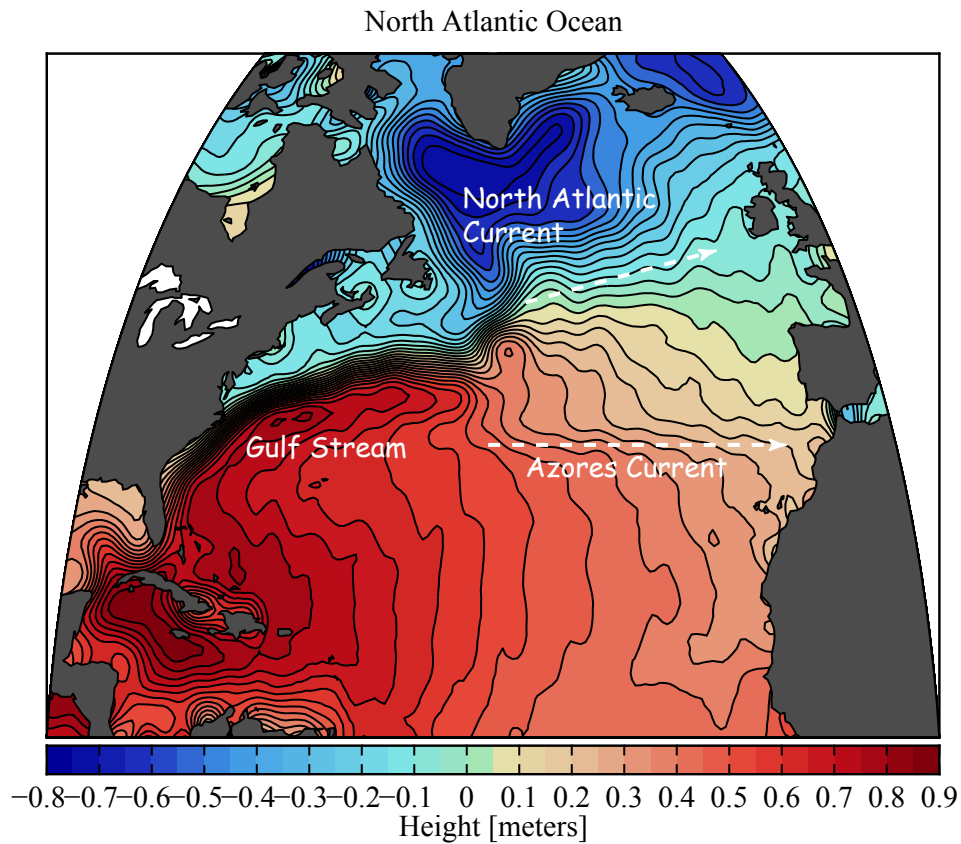 North Atlantic Ocean
North Atlantic
Current
Gulf Stream
Azores Current
−0.8−0.7−0.6−0.5−0.4−0.3−0.2−0.1 0 0.1 0.2 0.3 0.4 0.5 0.6 0.7 0.8 0.9
Height [meters]